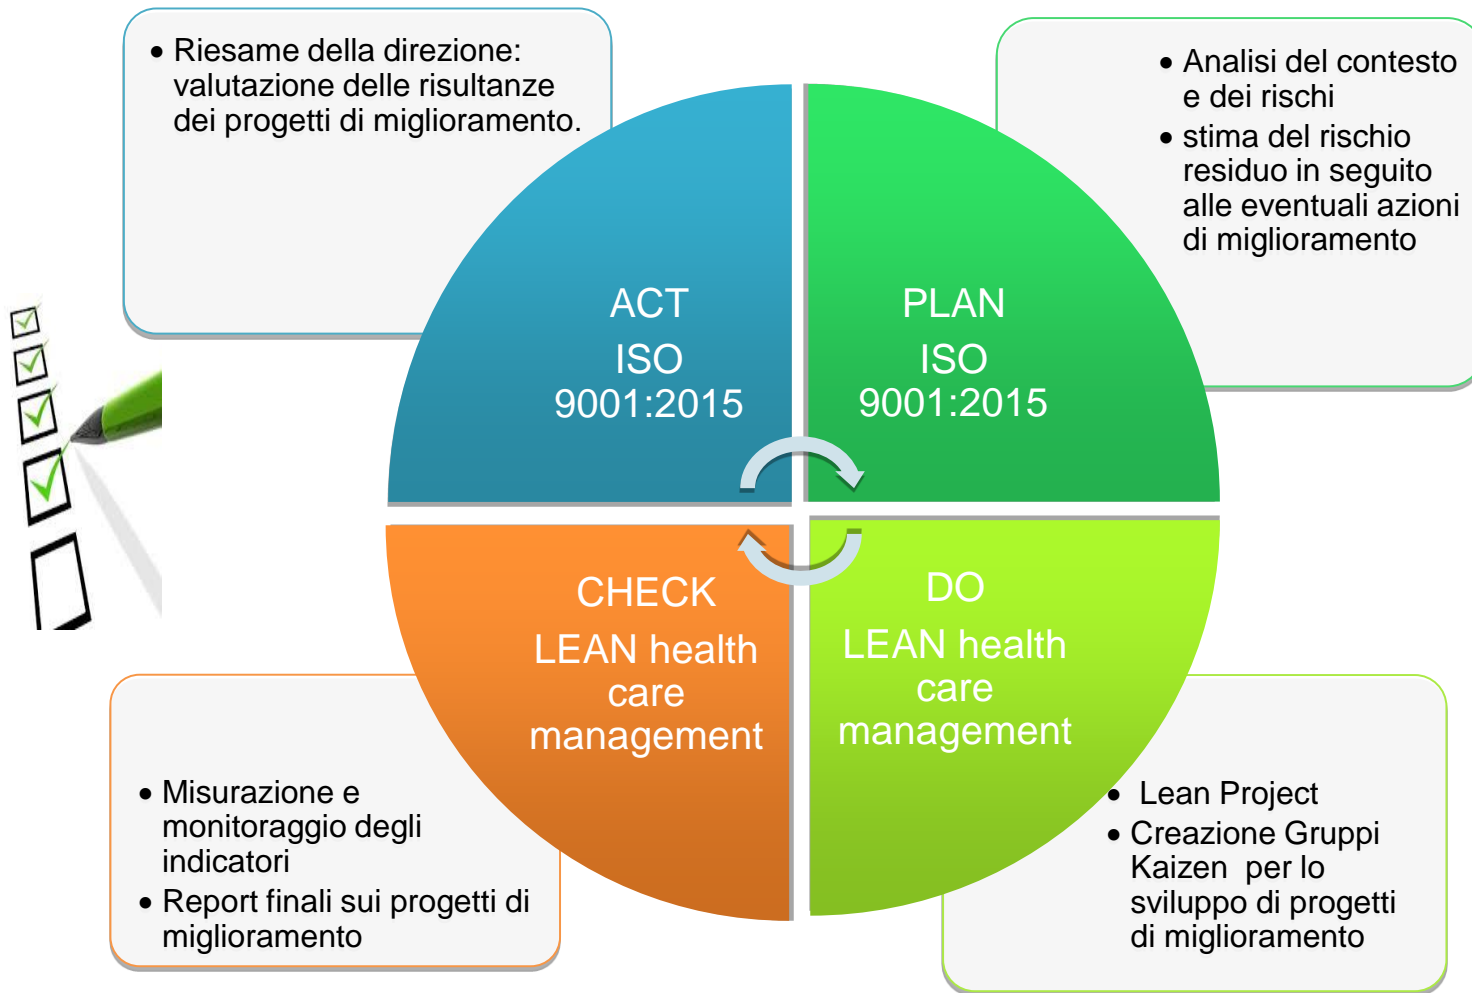 • Riesame della direzione:
valutazione delle risultanze
dei progetti di miglioramento.
• Analisi del contesto
e dei rischi
• stima del rischio
residuo in seguito
alle eventuali azioni
di miglioramento
ACT
ISO
9001:2015
PLAN
ISO
9001:2015
CHECK
LEAN health
care
management
DO
LEAN health
care
management
• Misurazione e
monitoraggio degli
indicatori
• Report finali sui progetti di
miglioramento
• Lean Project
• Creazione Gruppi
Kaizen per lo
sviluppo di progetti
di miglioramento